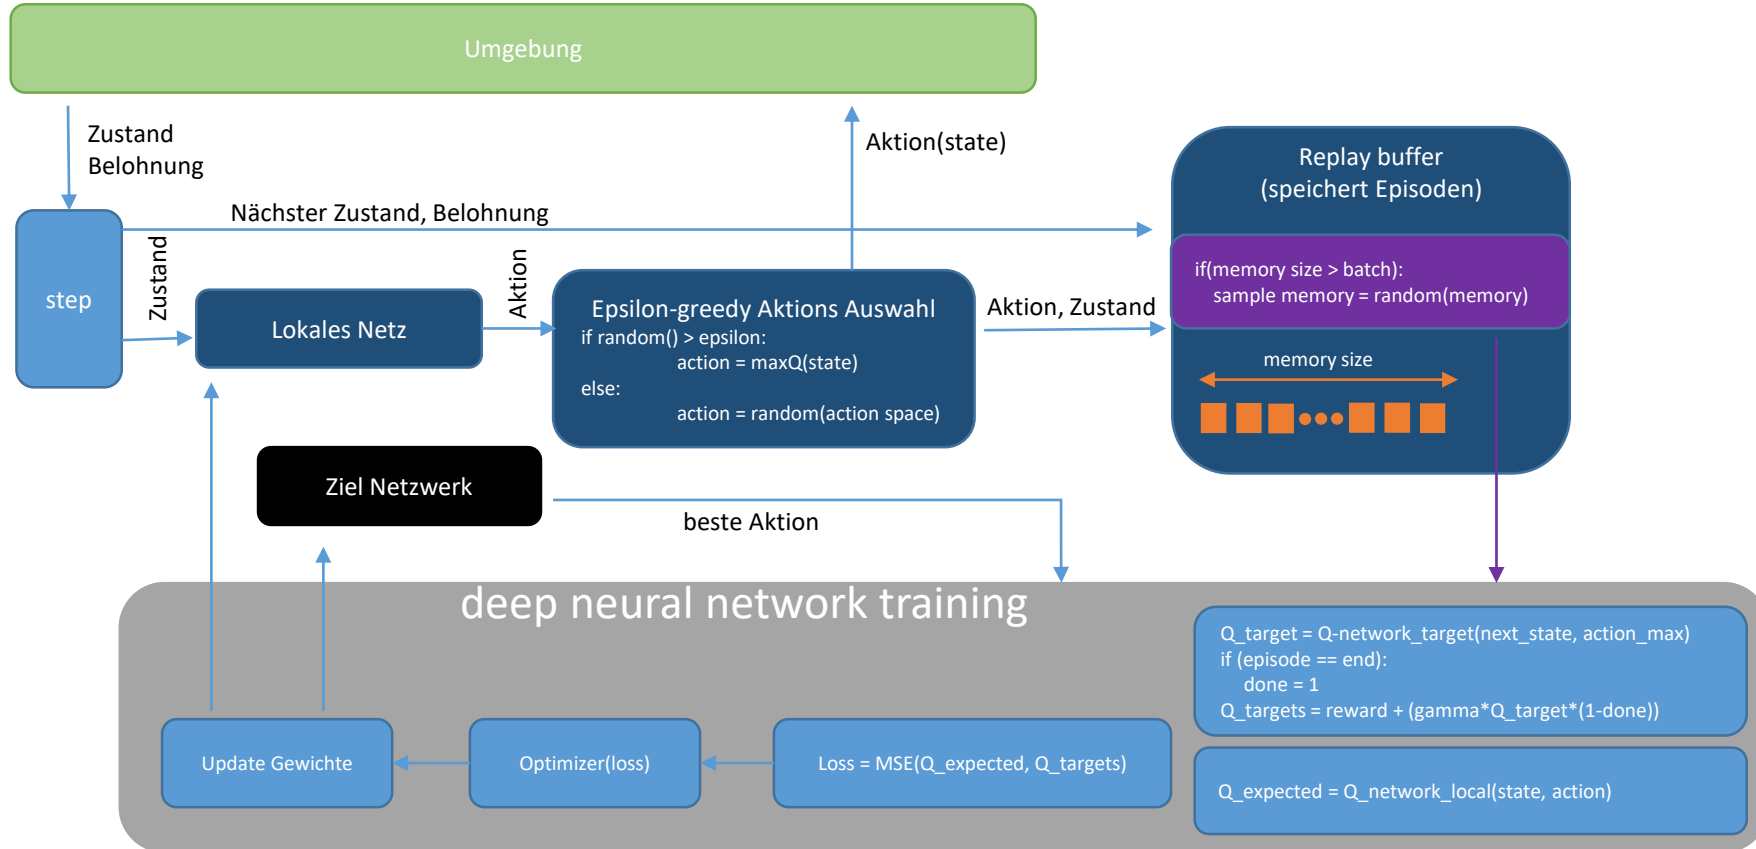 Umgebung
Zustand
Belohnung
Aktion(state)
Replay buffer
(speichert Episoden)
Nächster Zustand, Belohnung
step
Zustand
Lokales Netz
Aktion
Epsilon-greedy Aktions Auswahl
if random() > epsilon:
action = maxQ(state)
else:
action = random(action space)
Aktion, Zustand
if(memory size > batch):
sample memory = random(memory)
memory size
Ziel Netzwerk
beste Aktion
deep neural network training
Q_target = Q-network_target(next_state, action_max)
if (episode == end):
done = 1
Q_targets = reward + (gamma*Q_target*(1-done))
Update Gewichte
Optimizer(loss)
Loss = MSE(Q_expected, Q_targets)
Q_expected = Q_network_local(state, action)